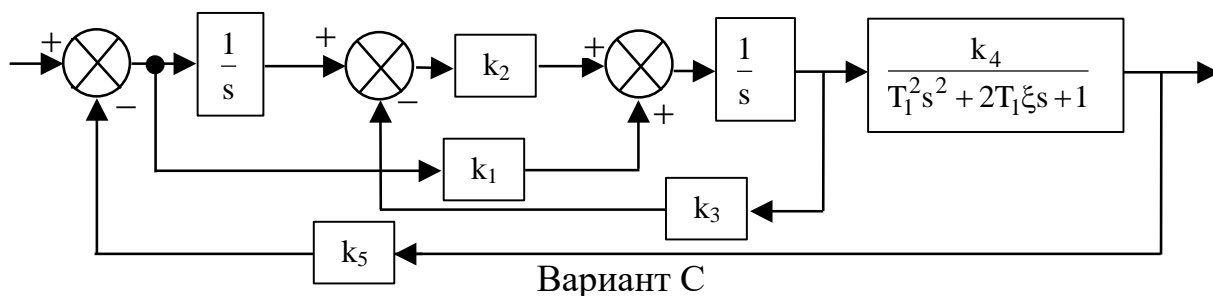 + 1 + + 1 k₄
s k₂ s T₁²s² + 2T₁ξs + 1
− − +
k₁
k₃
k₅
Вариант С